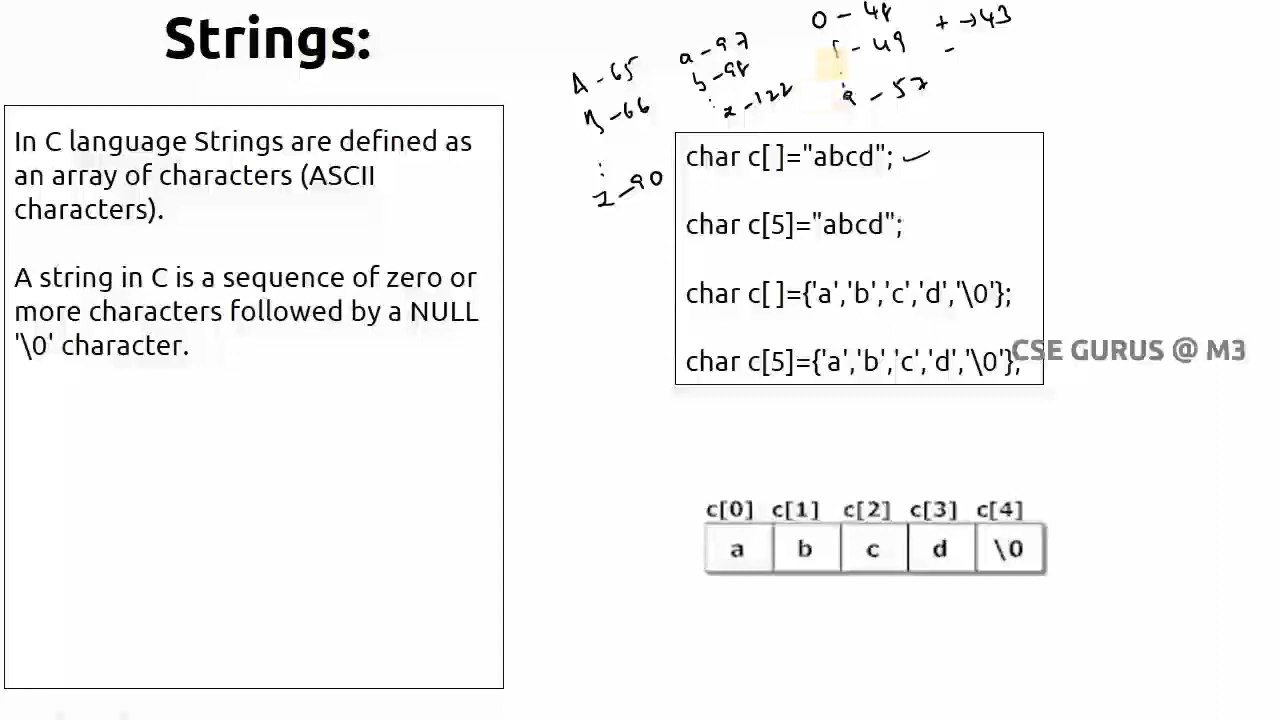 Strings:
A - 65
B - 66
⋮
Z - 90
a - 97
b - 98
⋮
z - 122
0 - 48
1 - 49
⋮
9 - 57
+ → 43
-
In C language Strings are defined as
an array of characters (ASCII
characters).
A string in C is a sequence of zero or
more characters followed by a NULL
'\0' character.
char c[ ]="abcd"; ✓
char c[5]="abcd";
char c[ ]={'a','b','c','d','\0'};
char c[5]={'a','b','c','d','\0'};
CSE GURUS @ M3
c[0] c[1] c[2] c[3] c[4]
a b c d \0